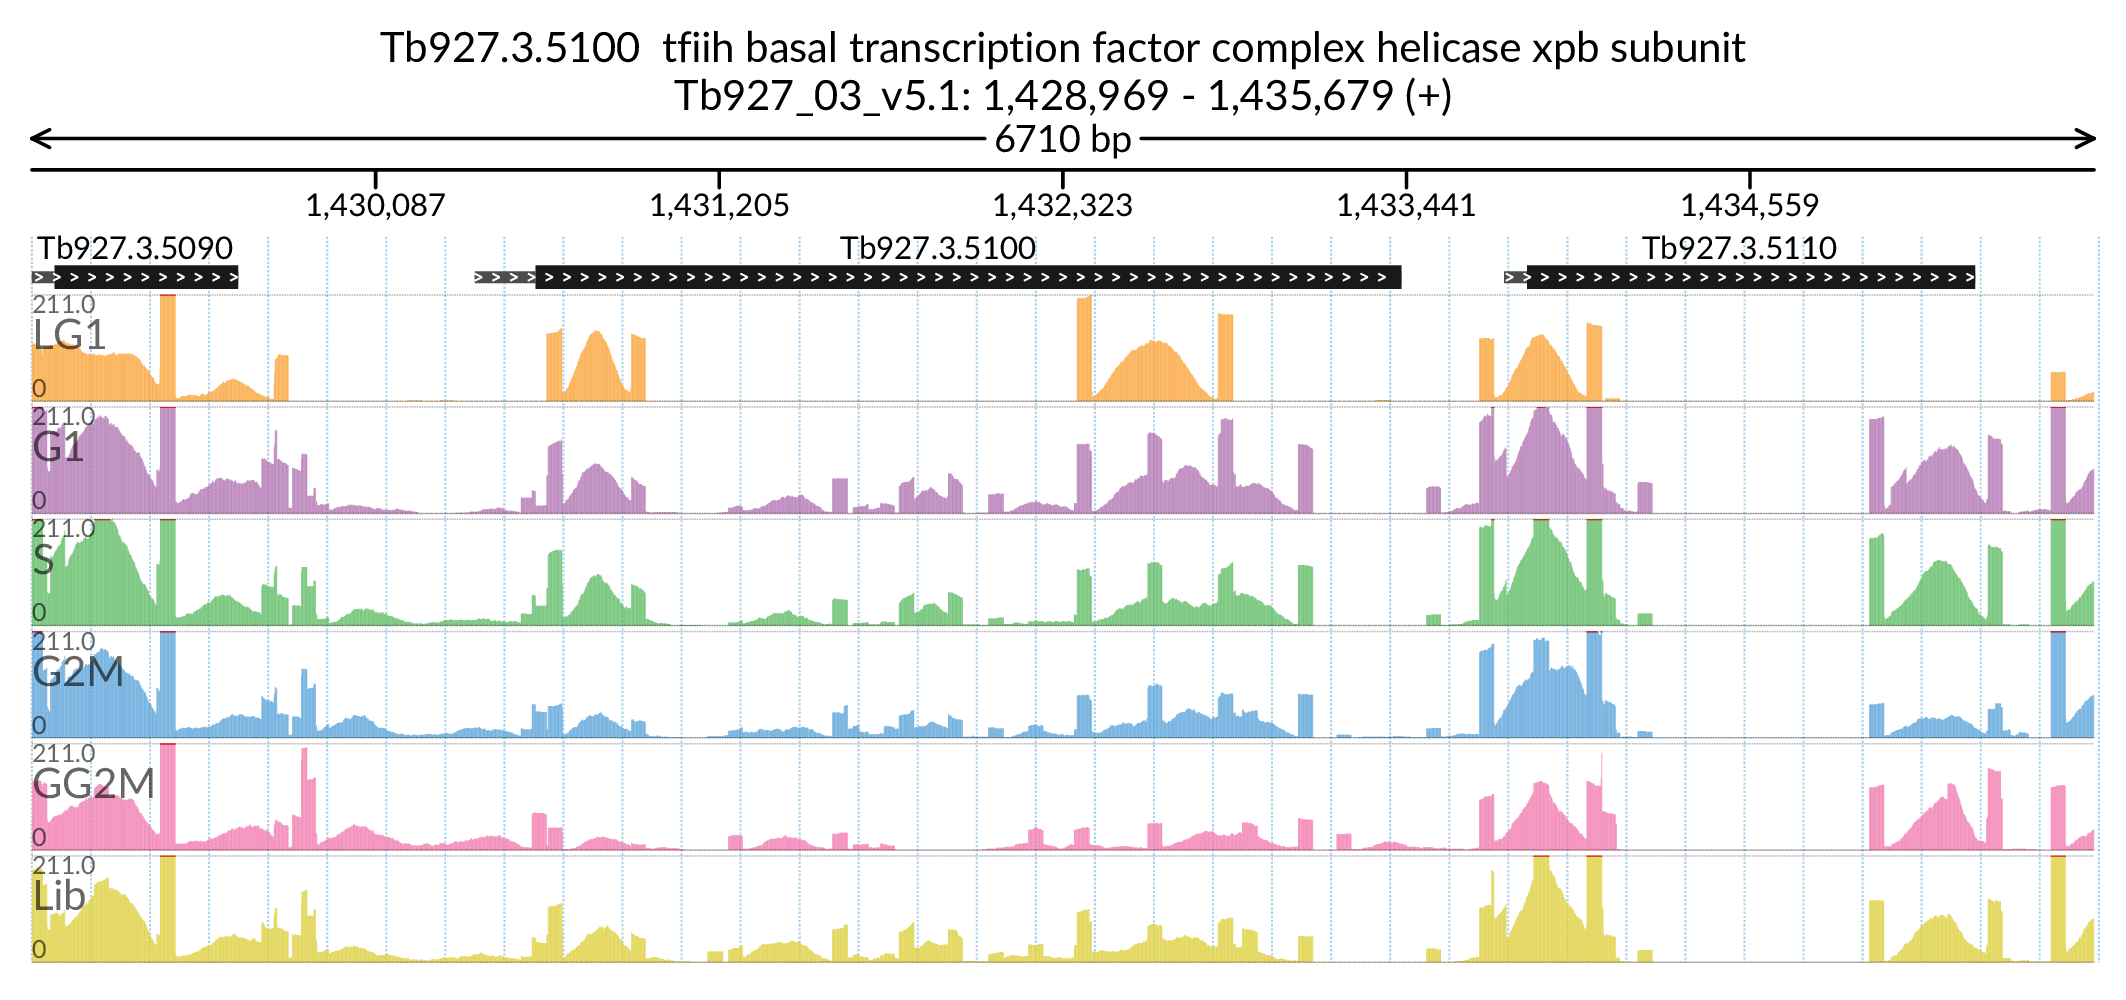 Tb927.3.5100  tfiih basal transcription factor complex helicase xpb subunit
Tb927_03_v5.1: 1,428,969 - 1,435,679 (+)
6710 bp
1,430,087 1,431,205 1,432,323 1,433,441 1,434,559
Tb927.3.5090 Tb927.3.5100 Tb927.3.5110
211.0
LG1
0
211.0
G1
0
211.0
S
0
211.0
G2M
0
211.0
GG2M
0
211.0
Lib
0